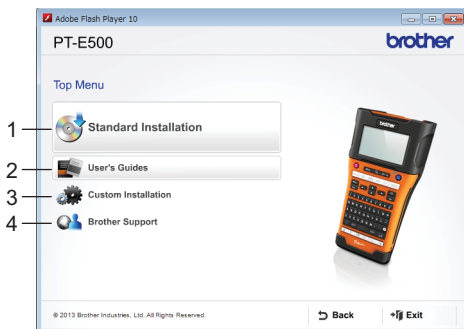 Adobe Flash Player 10
PT-E500
brother
Top Menu
1
Standard Installation
2
User's Guides
3
Custom Installation
4
Brother Support
brother
© 2013 Brother Industries, Ltd. All Rights Reserved.
Back
Exit